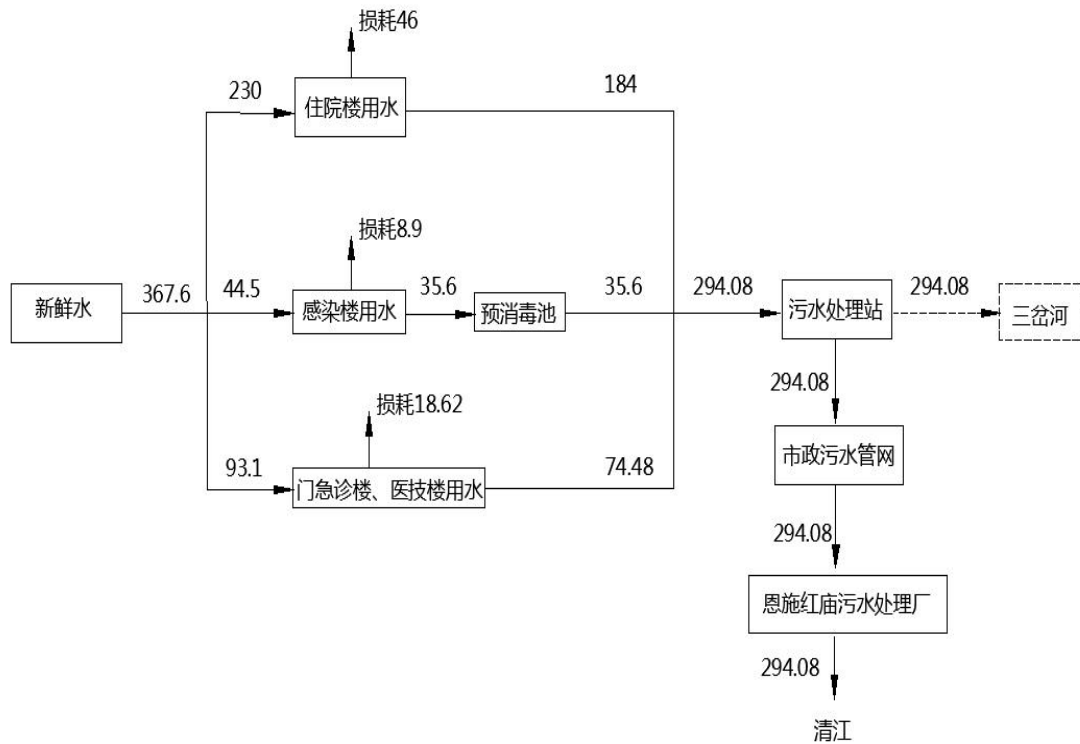 损耗46
230
住院楼用水
184
损耗8.9
新鲜水
367.6
44.5
感染楼用水
35.6
预消毒池
35.6
294.08
污水处理站
294.08
三岔河
294.08
损耗18.62
市政污水管网
93.1
门急诊楼、医技楼用水
74.48
294.08
恩施红庙污水处理厂
294.08
清江